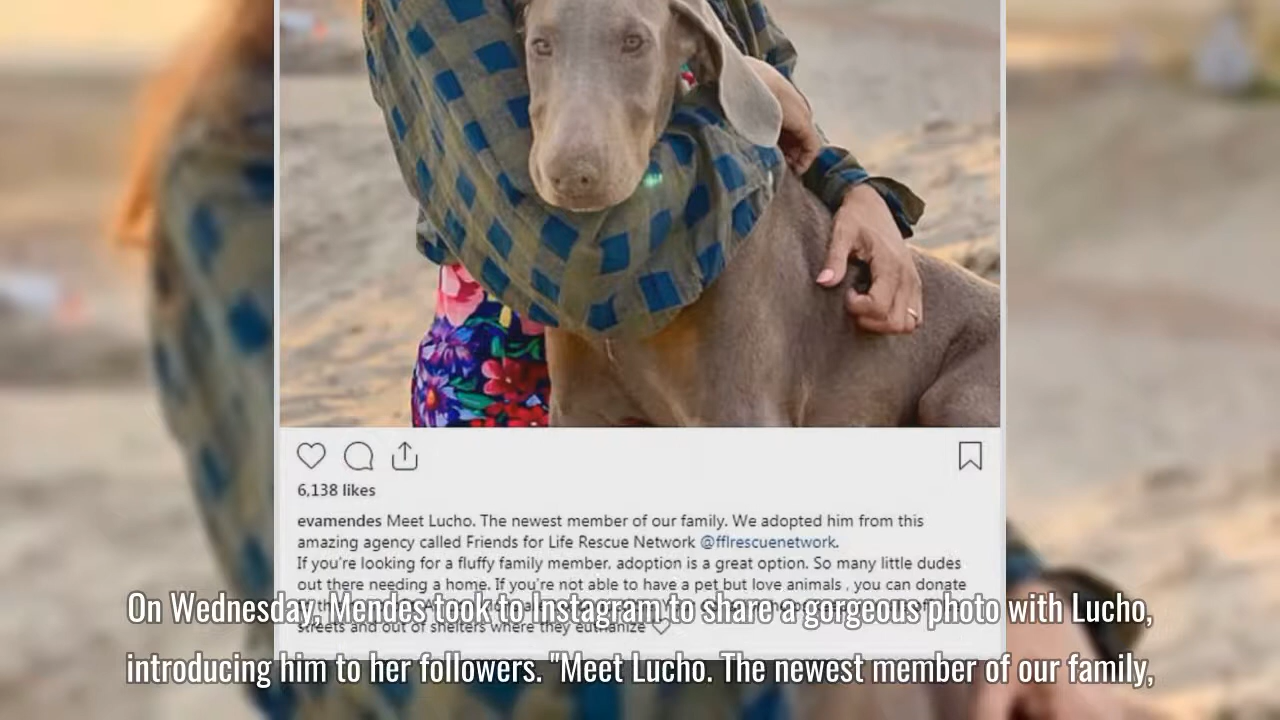 6,138 likes
evamendes Meet Lucho. The newest member of our family. We adopted him from this
amazing agency called Friends for Life Rescue Network @fflrescuenetwork.
If you're looking for a fluffy family member, adoption is a great option. So many little dudes
out there needing a home. If you're not able to have a pet but love animals , you can donate
streets and out of shelters where they euthanize ♡
On Wednesday, Mendes took to Instagram to share a gorgeous photo with Lucho,
introducing him to her followers. "Meet Lucho. The newest member of our family,